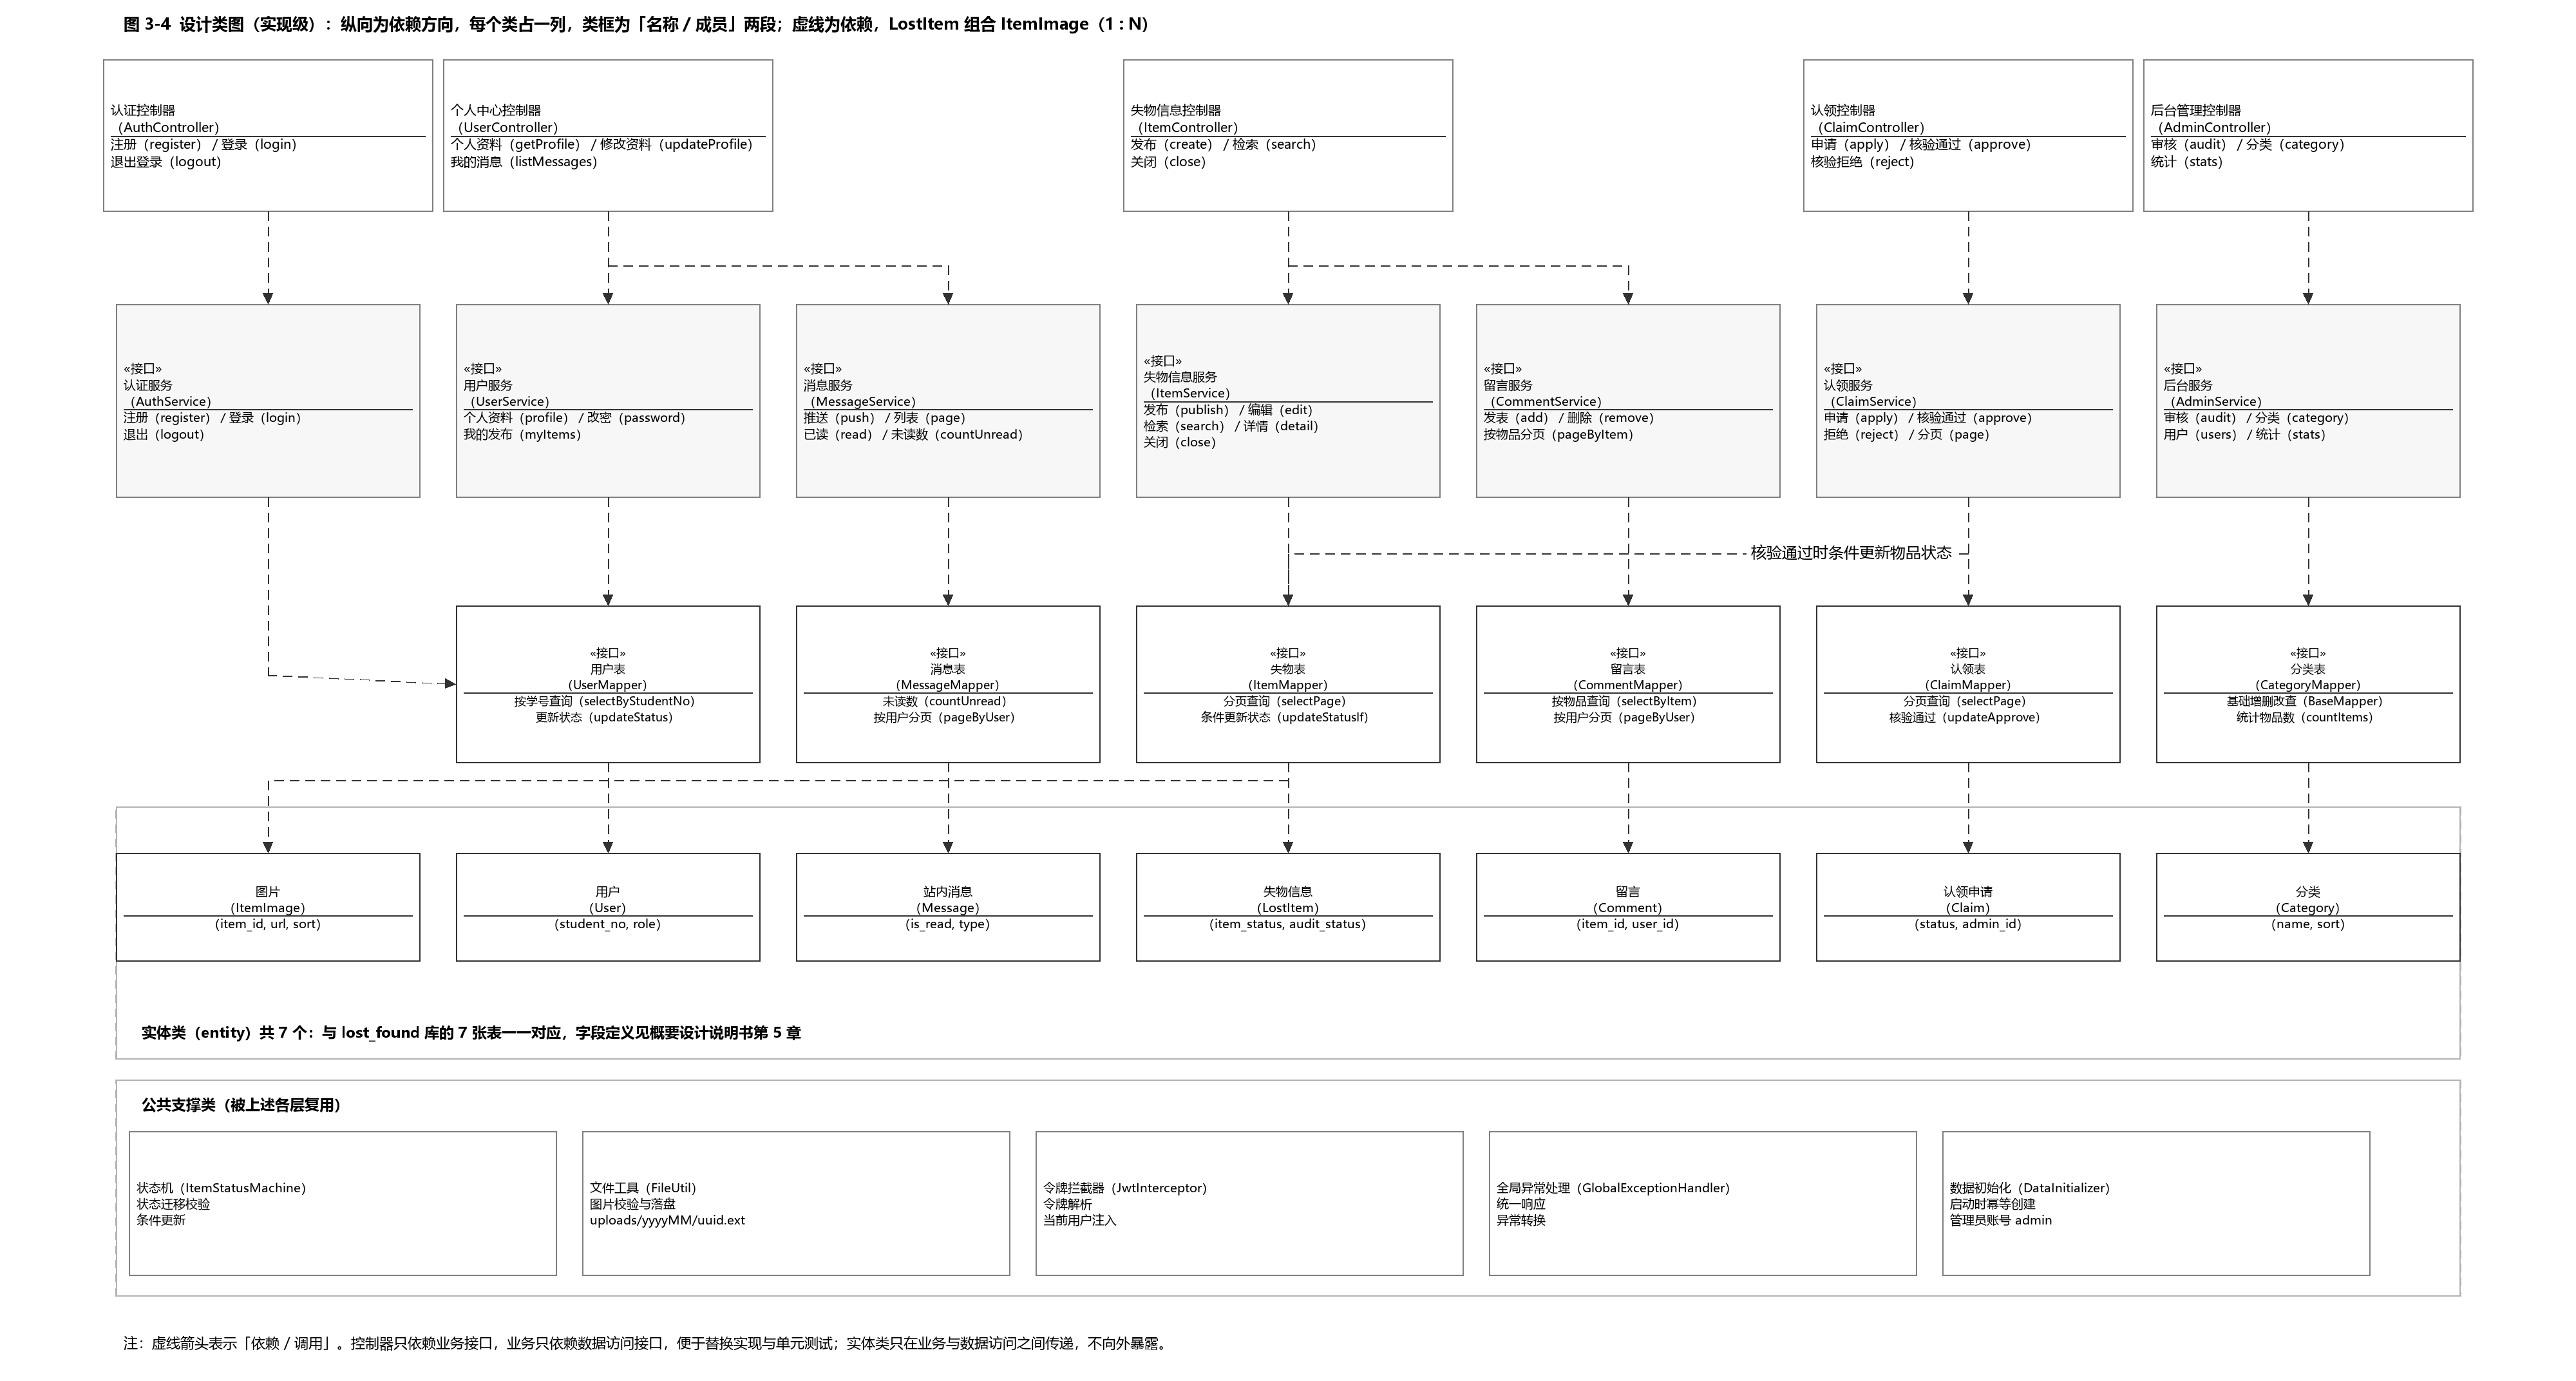 图 3-4 设计类图（实现级）：纵向为依赖方向，每个类占一列，类框为「名称 / 成员」两段；虚线为依赖，LostItem 组合 ItemImage（1 : N）
认证控制器
（AuthController）
注册（register） / 登录（login）
退出登录（logout）
个人中心控制器
（UserController）
个人资料（getProfile） / 修改资料（updateProfile）
我的消息（listMessages）
失物信息控制器
（ItemController）
发布（create） / 检索（search）
关闭（close）
认领控制器
（ClaimController）
申请（apply） / 核验通过（approve）
核验拒绝（reject）
后台管理控制器
（AdminController）
审核（audit） / 分类（category）
统计（stats）
«接口»
认证服务
（AuthService）
注册（register） / 登录（login）
退出（logout）
«接口»
用户服务
（UserService）
个人资料（profile） / 改密（password）
我的发布（myItems）
«接口»
消息服务
（MessageService）
推送（push） / 列表（page）
已读（read） / 未读数（countUnread）
«接口»
失物信息服务
（ItemService）
发布（publish） / 编辑（edit）
检索（search） / 详情（detail）
关闭（close）
«接口»
留言服务
（CommentService）
发表（add） / 删除（remove）
按物品分页（pageByItem）
«接口»
认领服务
（ClaimService）
申请（apply） / 核验通过（approve）
拒绝（reject） / 分页（page）
«接口»
后台服务
（AdminService）
审核（audit） / 分类（category）
用户（users） / 统计（stats）
核验通过时条件更新物品状态
«接口»
用户表
（UserMapper）
按学号查询（selectByStudentNo）
更新状态（updateStatus）
«接口»
消息表
（MessageMapper）
未读数（countUnread）
按用户分页（pageByUser）
«接口»
失物表
（ItemMapper）
分页查询（selectPage）
条件更新状态（updateStatusIf）
«接口»
留言表
（CommentMapper）
按物品查询（selectByItem）
按用户分页（pageByUser）
«接口»
认领表
（ClaimMapper）
分页查询（selectPage）
核验通过（updateApprove）
«接口»
分类表
（CategoryMapper）
基础增删改查（BaseMapper）
统计物品数（countItems）
图片
（ItemImage）
（item_id, url, sort）
用户
（User）
（student_no, role）
站内消息
（Message）
（is_read, type）
失物信息
（LostItem）
（item_status, audit_status）
留言
（Comment）
（item_id, user_id）
认领申请
（Claim）
（status, admin_id）
分类
（Category）
（name, sort）
实体类（entity）共 7 个：与 lost_found 库的 7 张表一一对应，字段定义见概要设计说明书第 5 章
公共支撑类（被上述各层复用）
状态机（ItemStatusMachine）
状态迁移校验
条件更新
文件工具（FileUtil）
图片校验与落盘
uploads/yyyyMM/uuid.ext
令牌拦截器（JwtInterceptor）
令牌解析
当前用户注入
全局异常处理（GlobalExceptionHandler）
统一响应
异常转换
数据初始化（DataInitializer）
启动时幂等创建
管理员账号 admin
注：虚线箭头表示「依赖 / 调用」。控制器只依赖业务接口，业务只依赖数据访问接口，便于替换实现与单元测试；实体类只在业务与数据访问之间传递，不向外暴露。